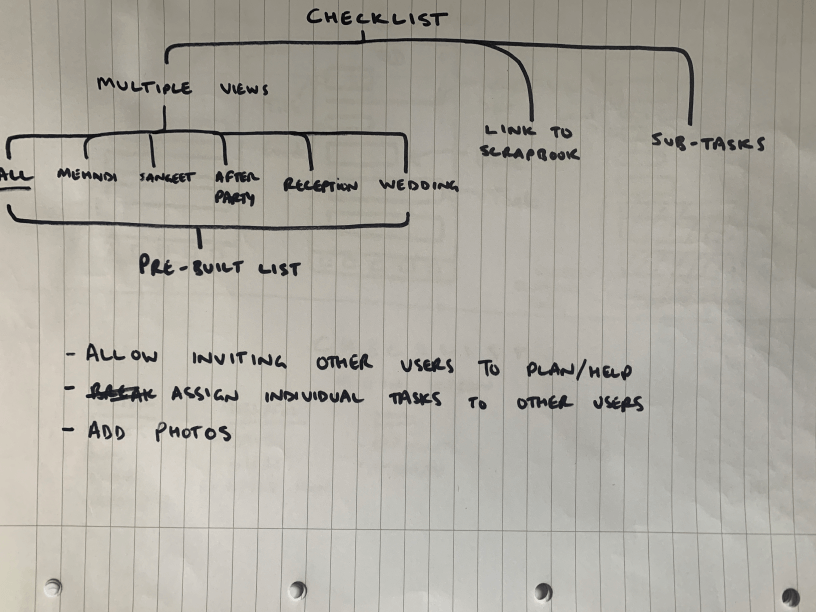 CHECKLIST
MULTIPLE VIEWS
LINK TO
SCRAPBOOK
SUB-TASKS
ALL MEHNDI SANGEET AFTER
PARTY
RECEPTION WEDDING
PRE-BUILT LIST
- ALLOW INVITING OTHER USERS TO PLAN/HELP
- ASSIGN INDIVIDUAL TASKS TO OTHER USERS
- ADD PHOTOS